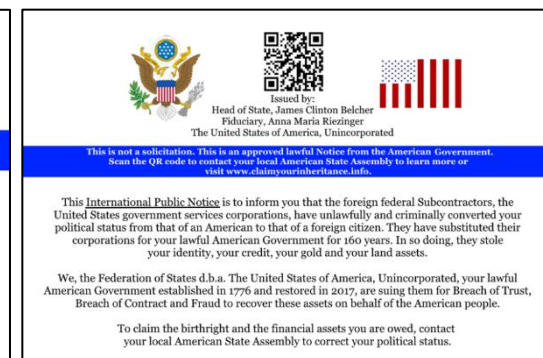 Issued by:
Head of State, James Clinton Belcher
Fiduciary, Anna Maria Riezinger
The United States of America, Unincorporated
This is not a solicitation. This is an approved lawful Notice from the American Government.
Scan the QR code to contact your local American State Assembly to learn more or
visit www.claimyourinheritance.info.
This International Public Notice is to inform you that the foreign federal Subcontractors, the
United States government services corporations, have unlawfully and criminally converted your
political status from that of an American to that of a foreign citizen. They have substituted their
corporations for your lawful American Government for 160 years. In so doing, they stole
your identity, your credit, your gold and your land assets.
We, the Federation of States d.b.a. The United States of America, Unincorporated, your lawful
American Government established in 1776 and restored in 2017, are suing them for Breach of Trust,
Breach of Contract and Fraud to recover these assets on behalf of the American people.
To claim the birthright and the financial assets you are owed, contact
your local American State Assembly to correct your political status.